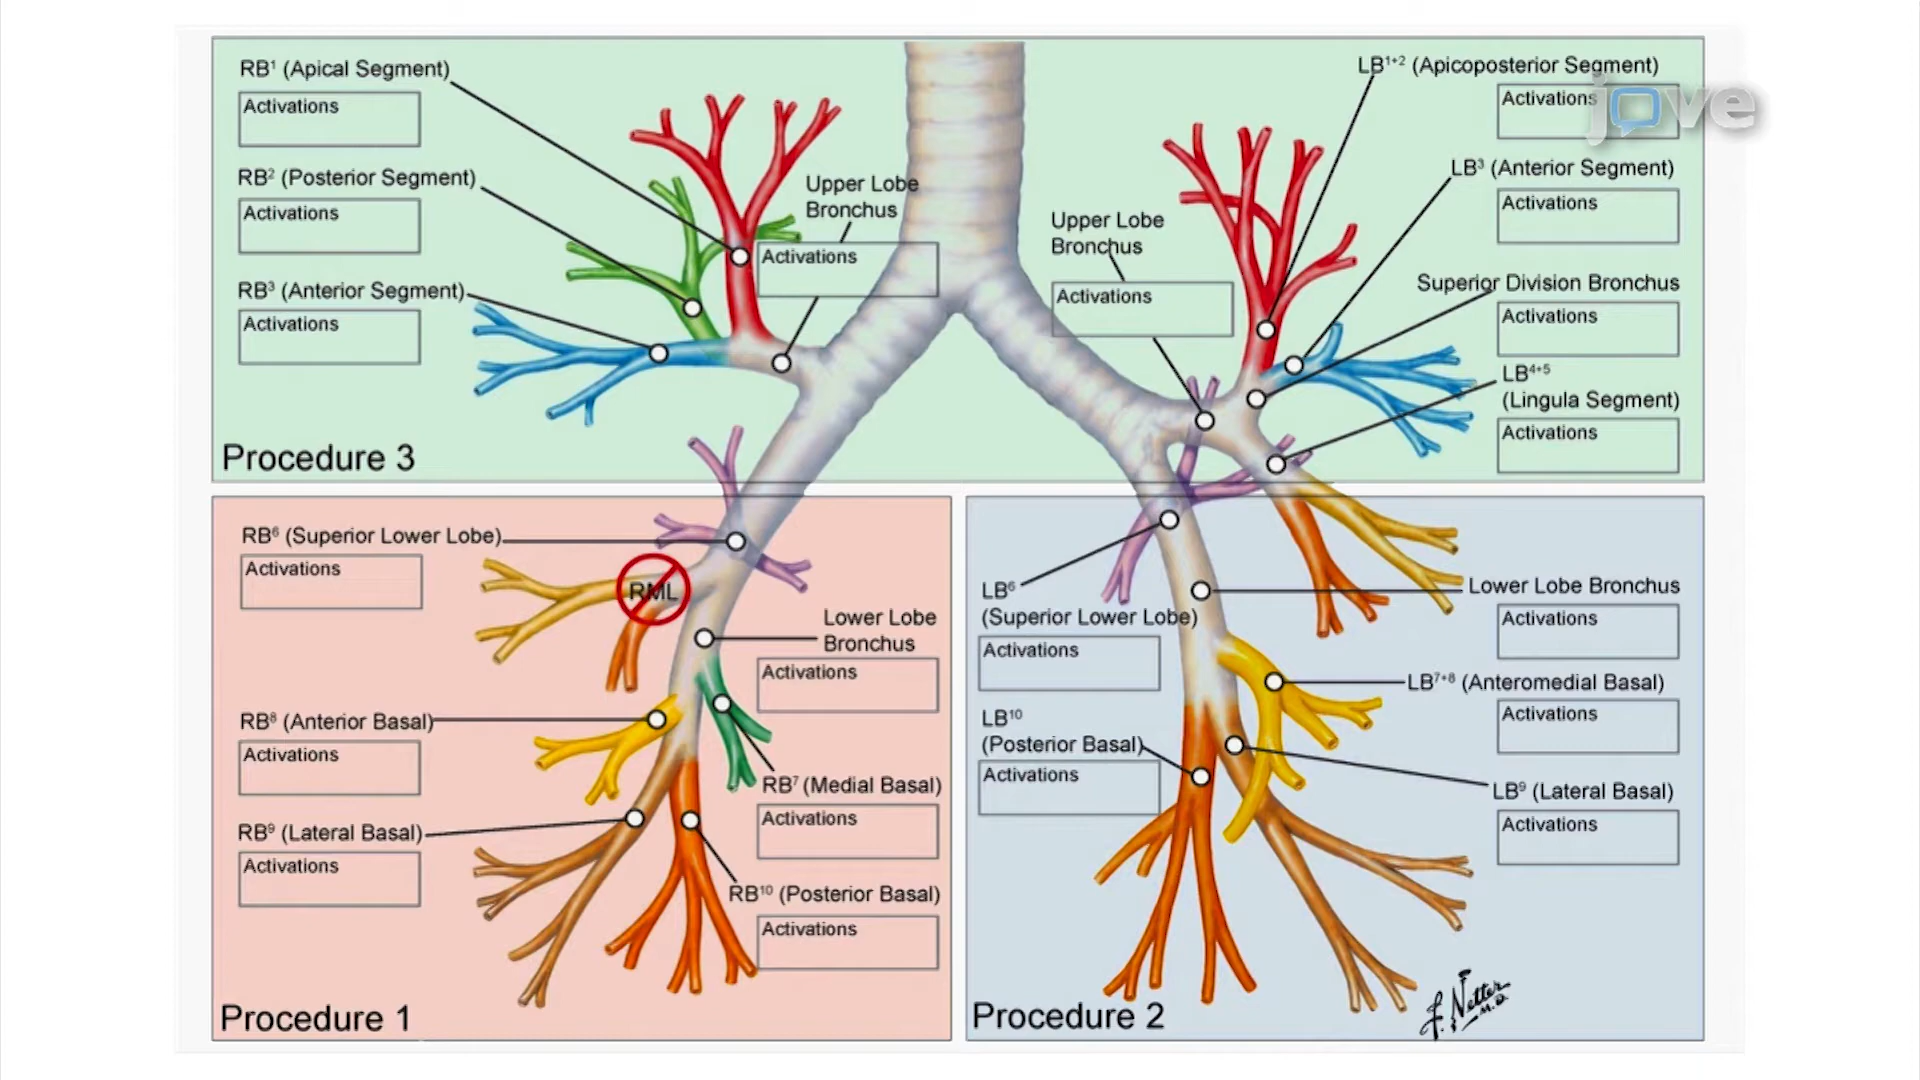 RB¹ (Apical Segment)
Activations
RB² (Posterior Segment)
Activations
RB³ (Anterior Segment)
Activations
Upper Lobe
Bronchus
Activations
Procedure 3
Upper Lobe
Bronchus
Activations
LB¹⁺² (Apicoposterior Segment)
Activations
jove
LB³ (Anterior Segment)
Activations
Superior Division Bronchus
Activations
LB⁴⁺⁵
(Lingula Segment)
Activations
RB⁶ (Superior Lower Lobe)
Activations
RML
Lower Lobe
Bronchus
Activations
RB⁸ (Anterior Basal)
Activations
RB⁷ (Medial Basal)
Activations
RB⁹ (Lateral Basal)
Activations
RB¹⁰ (Posterior Basal)
Activations
Procedure 1
LB⁶
(Superior Lower Lobe)
Activations
Lower Lobe Bronchus
Activations
LB⁷⁺⁸ (Anteromedial Basal)
Activations
LB¹⁰
(Posterior Basal)
Activations
LB⁹ (Lateral Basal)
Activations
Procedure 2
F. Netter
M.D.